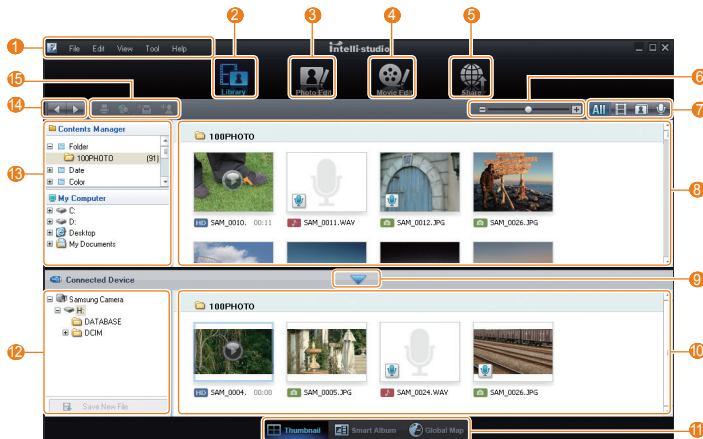 2 3 4 5
1 File Edit View Tool Help intelli-studio
Library Photo Edit Movie Edit Share
15 6
14 All 7
Contents Manager
Folder
100PHOTO (91)
Date
Color
My Computer
C:
D:
Desktop
My Documents
13
100PHOTO
HD SAM_0010. 00:11 SAM_0011.WAV SAM_0012.JPG SAM_0026.JPG
8
Connected Device 9
Samsung Camera
H:
DATABASE
DCIM
12
Save New File
100PHOTO
HD SAM_0004. 00:08 SAM_0005.JPG SAM_0024.WAV SAM_0026.JPG
10
Thumbnail Smart Album Global Map 11